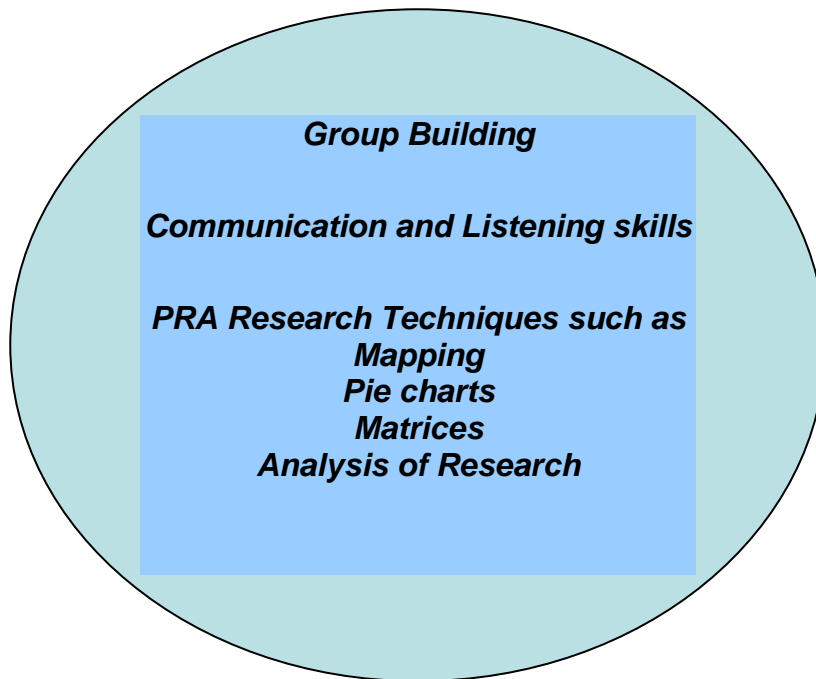 Group Building
Communication and Listening skills
PRA Research Techniques such as
Mapping
Pie charts
Matrices
Analysis of Research